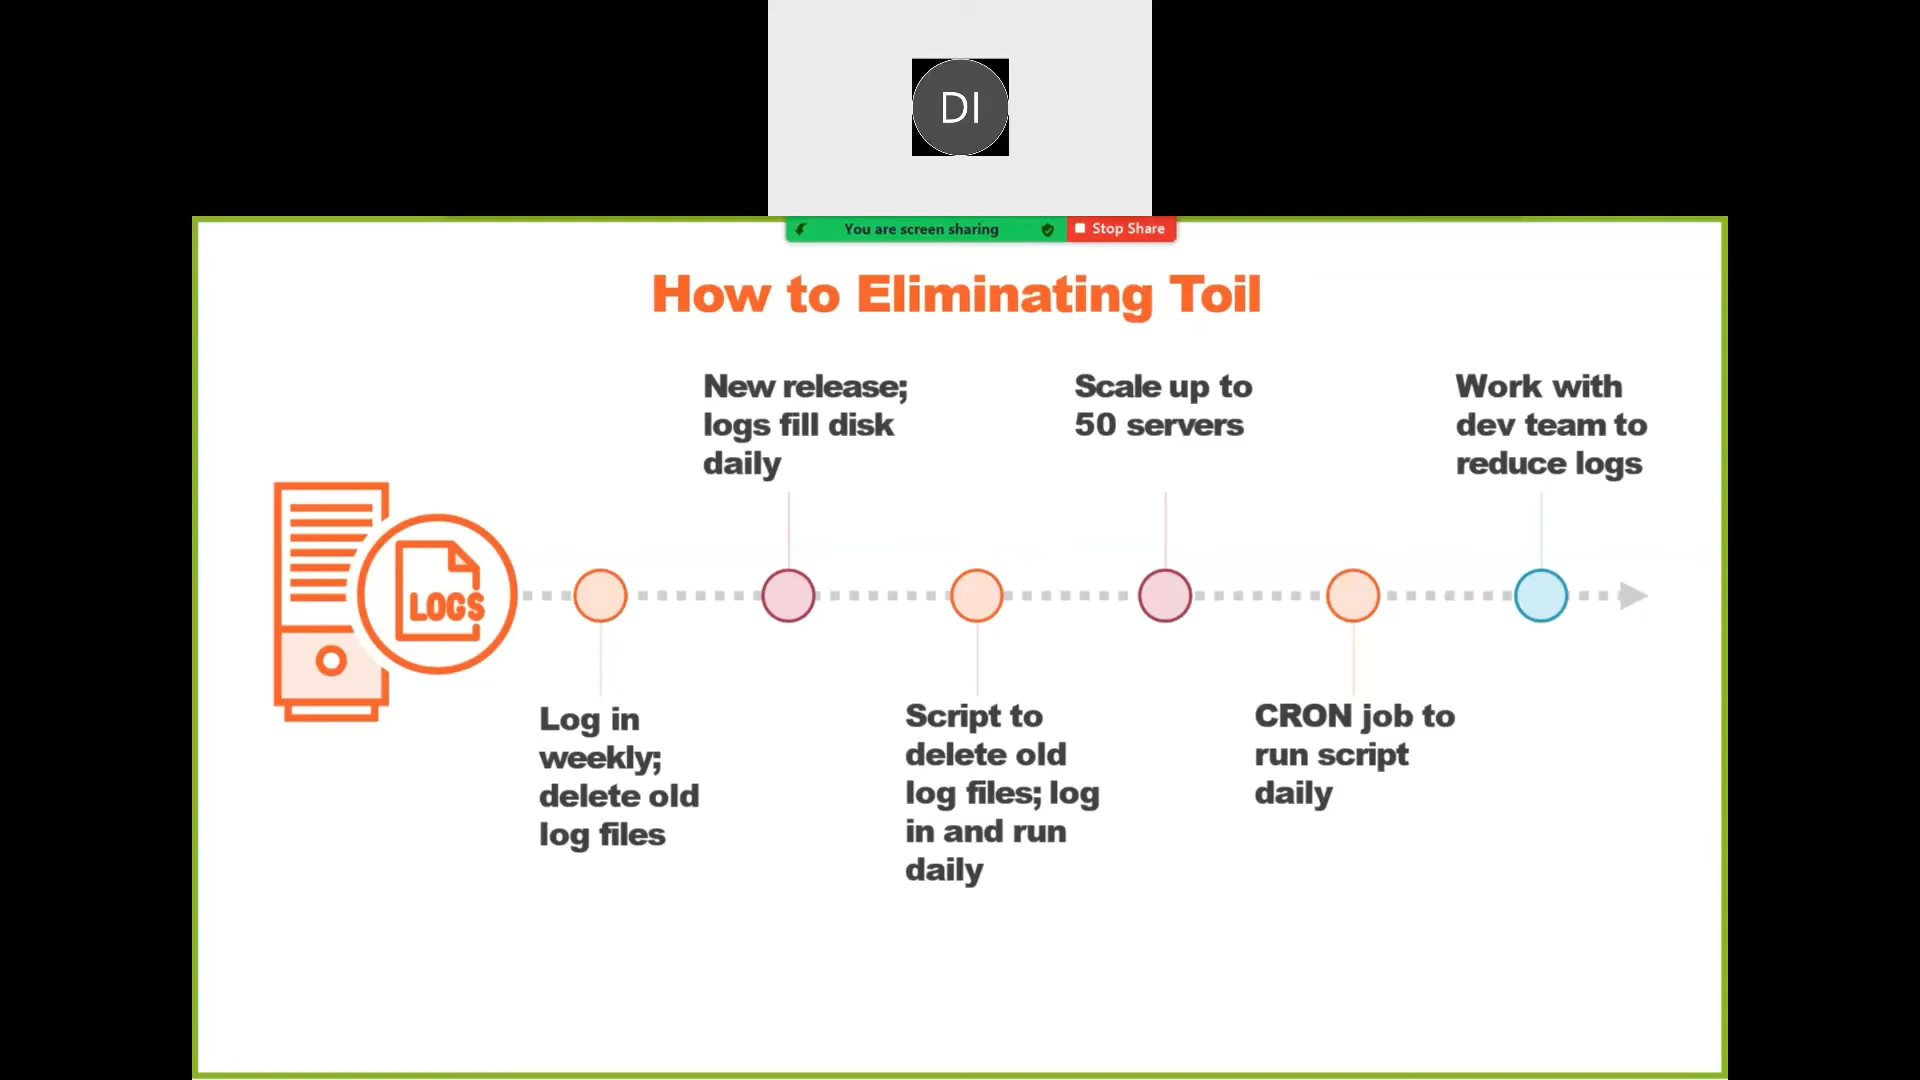 DI
You are screen sharing
Stop Share
How to Eliminating Toil
New release;
logs fill disk
daily
Scale up to
50 servers
Work with
dev team to
reduce logs
LOGS
Log in
weekly;
delete old
log files
Script to
delete old
log files; log
in and run
daily
CRON job to
run script
daily